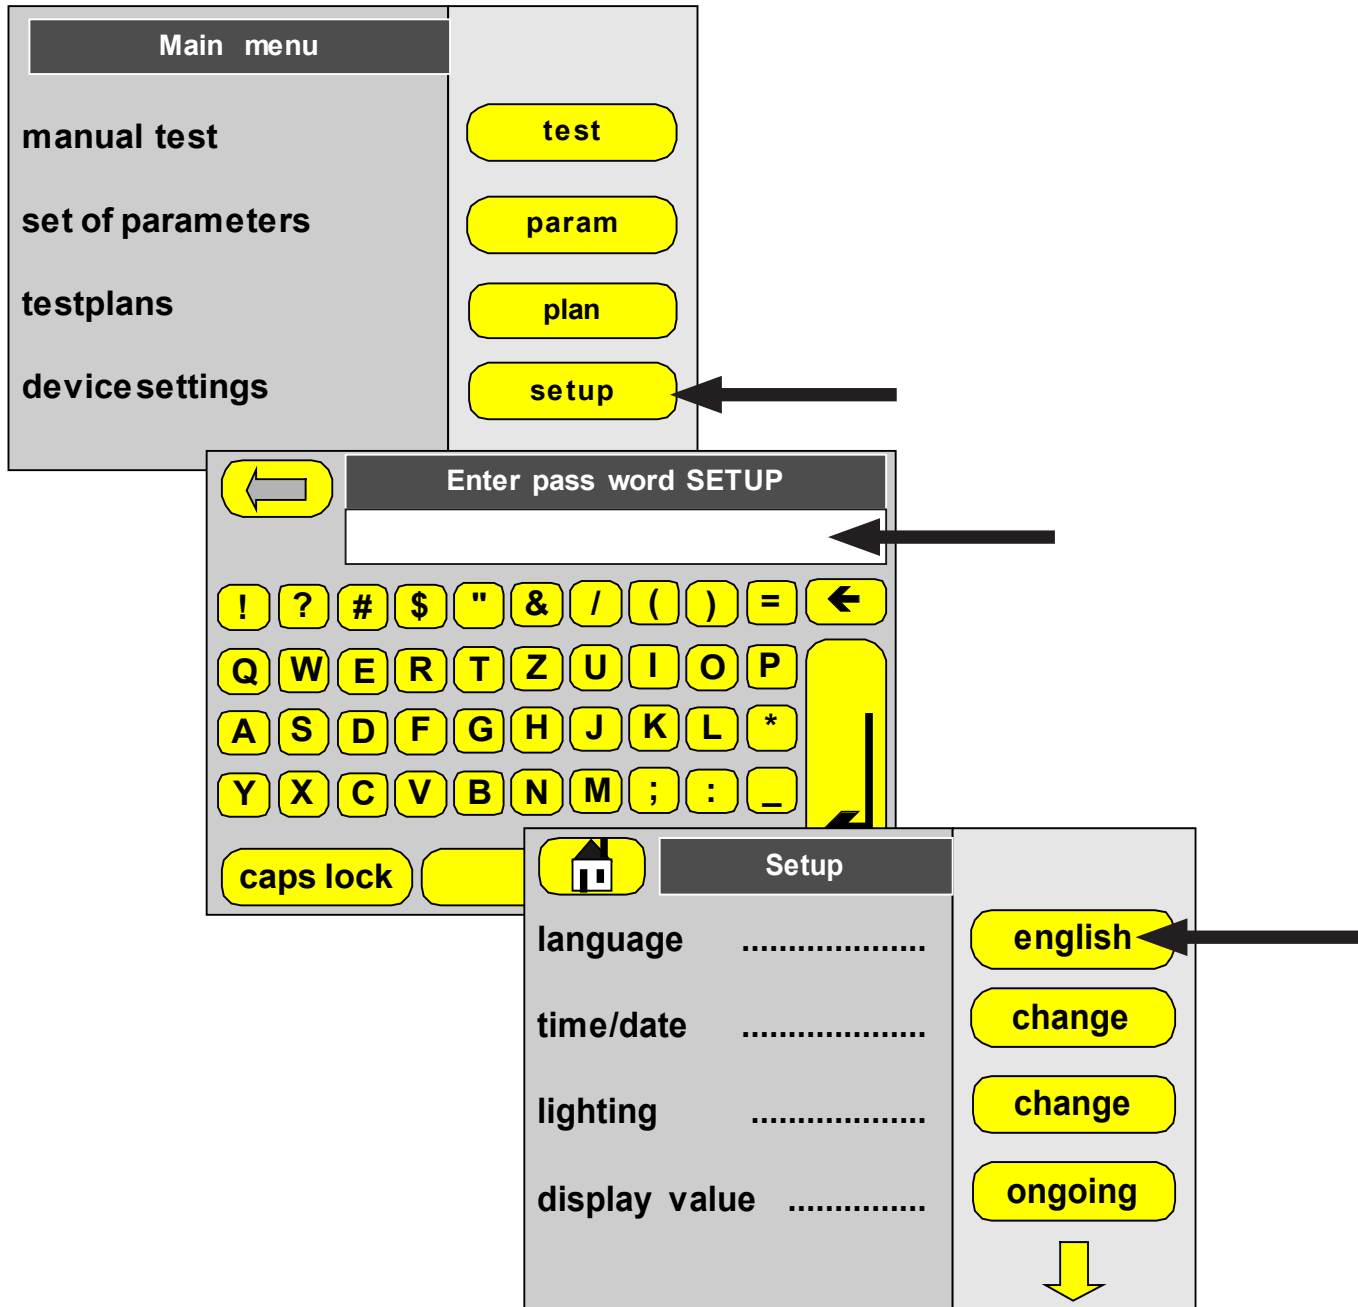 Main menu
manual test test
set of parameters param
testplans plan
device settings setup
Enter pass word SETUP
! ? # $ " & / ( ) =
Q W E R T Z U I O P
A S D F G H J K L *
Y X C V B N M ; : _
caps lock
Setup
language .................... english
time/date .................... change
lighting ................... change
display value ............... ongoing